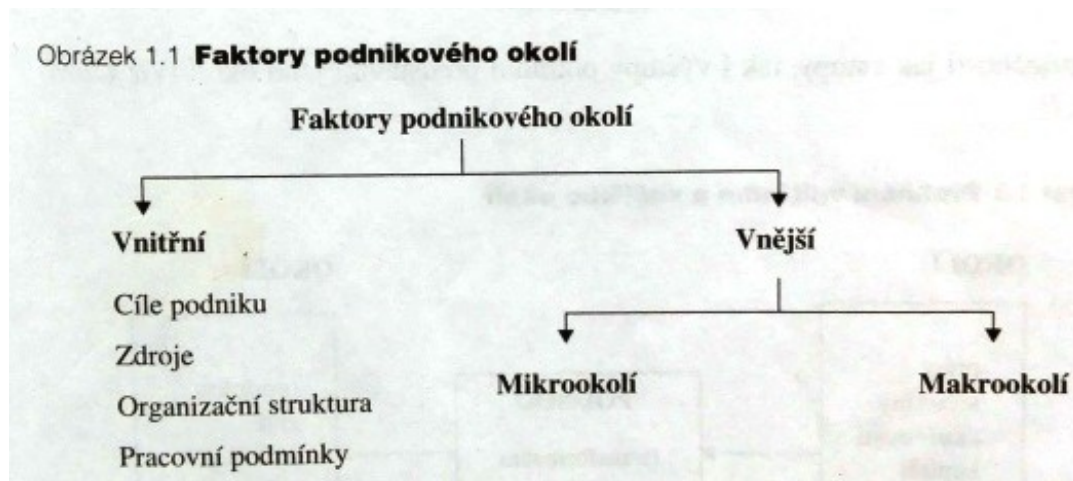 Obrázek 1.1 Faktory podnikového okolí
Faktory podnikového okolí
Vnitřní
Vnější
Cíle podniku
Zdroje
Organizační struktura
Pracovní podmínky
Mikrookolí
Makrookolí